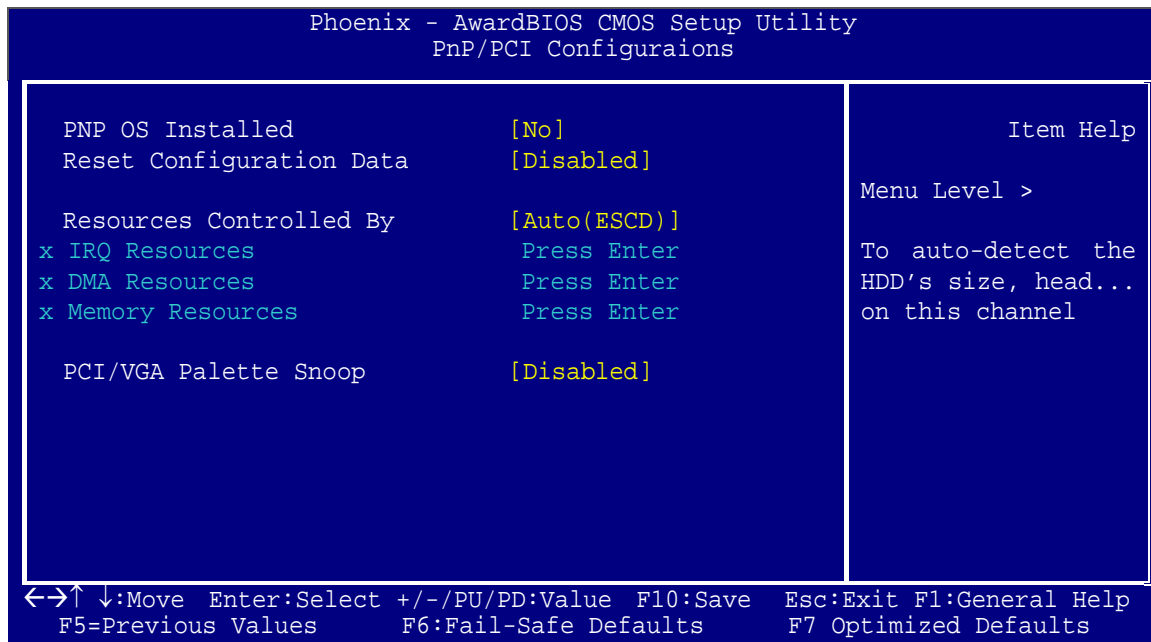 Phoenix - AwardBIOS CMOS Setup Utility
PnP/PCI Configuraions
PNP OS Installed [No]
Reset Configuration Data [Disabled]
Resources Controlled By [Auto(ESCD)]
x IRQ Resources Press Enter
x DMA Resources Press Enter
x Memory Resources Press Enter
PCI/VGA Palette Snoop [Disabled]
Item Help
Menu Level >
To auto-detect the
HDD’s size, head...
on this channel
←→↑ ↓:Move Enter:Select +/-/PU/PD:Value F10:Save Esc:Exit F1:General Help
F5=Previous Values F6:Fail-Safe Defaults F7 Optimized Defaults